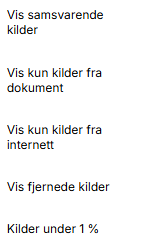 Vis samsvarende
kilder
Vis kun kilder fra
dokument
Vis kun kilder fra
internett
Vis fjernede kilder
Kilder under 1 %